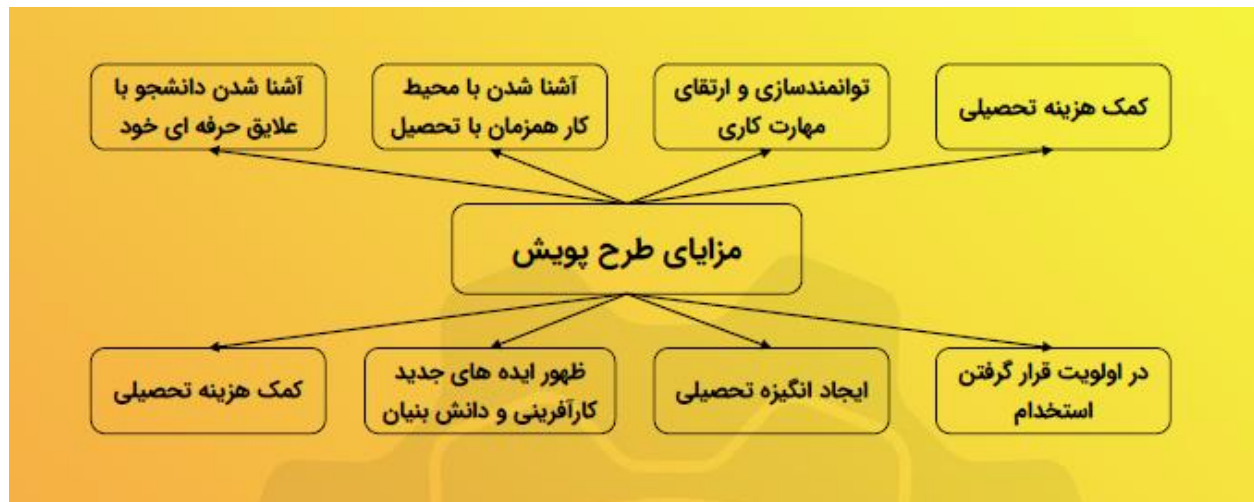 کمک هزینه تحصیلی
توانمندسازی و ارتقای
مهارت کاری
آشنا شدن با محیط
کار همزمان با تحصیل
آشنا شدن دانشجو با
علایق حرفه ای خود
مزایای طرح پویش
در اولویت قرار گرفتن
استخدام
ایجاد انگیزه تحصیلی
ظهور ایده های جدید
کارآفرینی و دانش بنیان
کمک هزینه تحصیلی